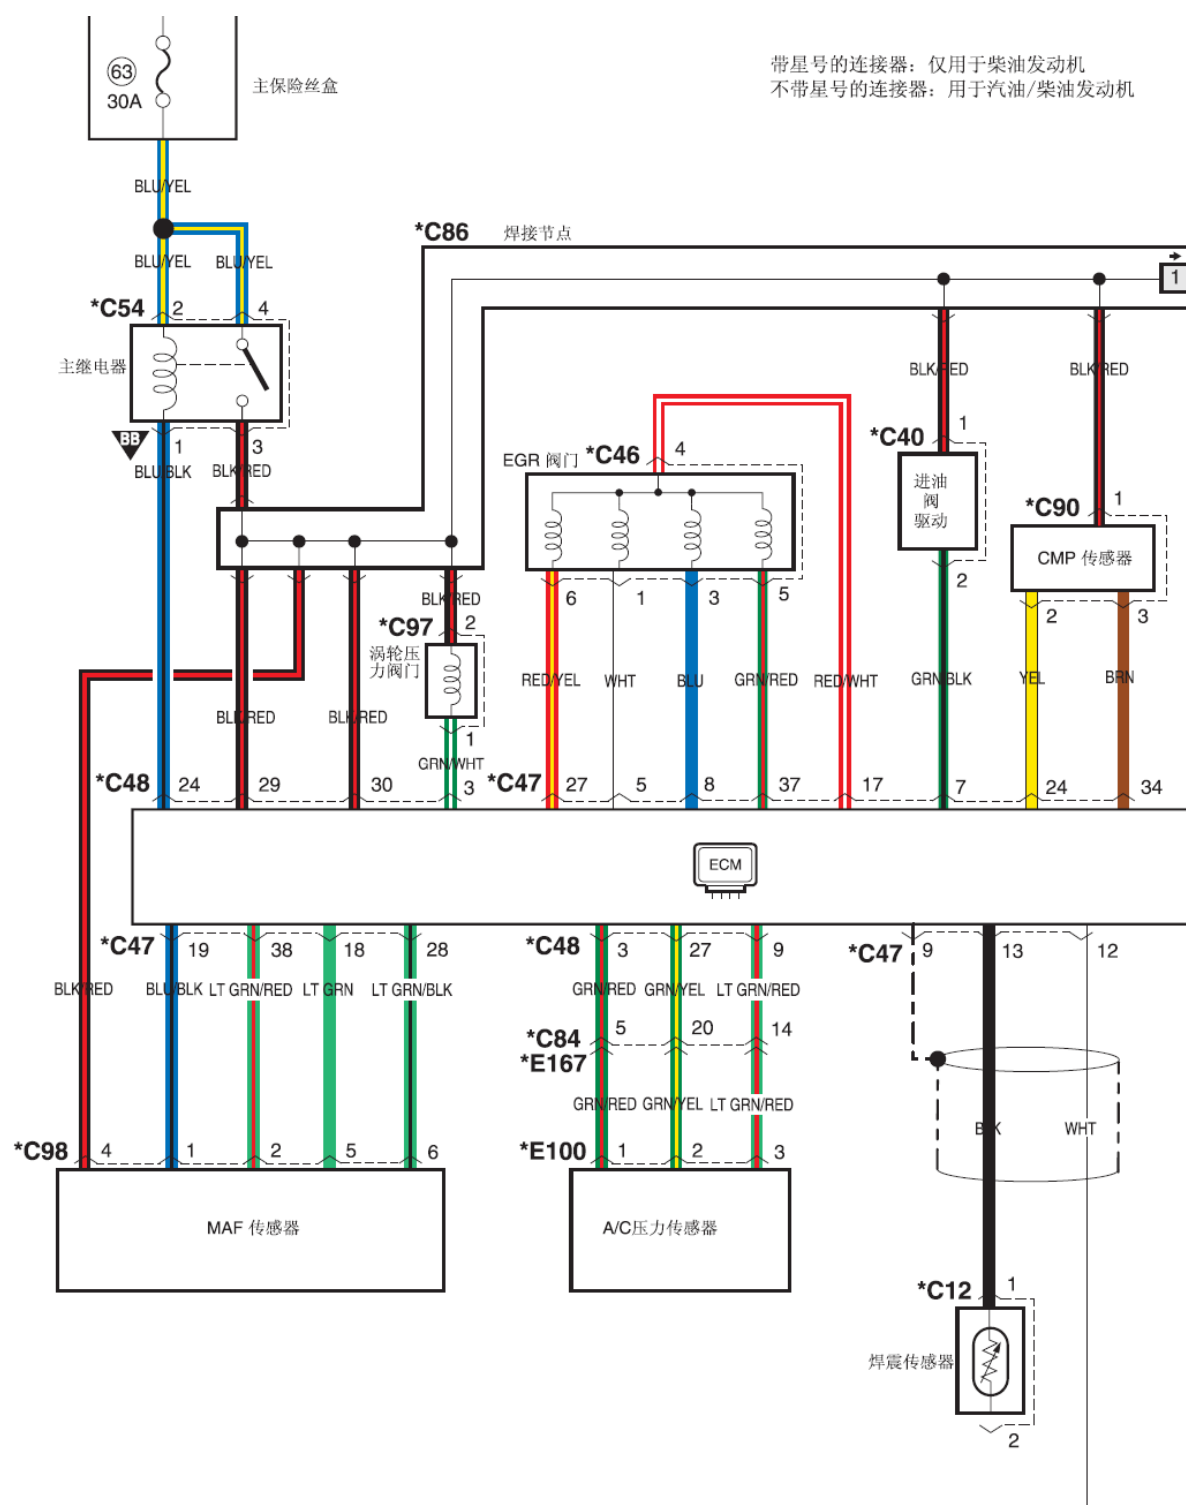 63
30A
主保险丝盒
带星号的连接器：仅用于柴油发动机
不带星号的连接器：用于汽油/柴油发动机
BLU/YEL
*C86 焊接节点
BLU/YEL BLU/YEL
1
*C54 2 4
主继电器
BLK/RED BLK/RED
BB 1 3
BLU/BLK BLK/RED
EGR 阀门 *C46 4
*C40 1
进油
阀
驱动
*C90 1
CMP 传感器
6 1 3 5
2
2 3
BLK/RED
*C97 2
涡轮压
力阀门
RED/YEL WHT BLU GRN/RED RED/WHT GRN/BLK YEL BRN
BLK/RED BLK/RED
1
GRN/WHT
*C48 24 29 30 3
*C47 27 5 8 37 17 7 24 34
ECM
*C47 19 38 18 28
*C48 3 27 9
*C47 9 13 12
BLK/RED BLU/BLK LT GRN/RED LT GRN LT GRN/BLK
GRN/RED GRN/YEL LT GRN/RED
*C84 5 20 14
*E167
GRN/RED GRN/YEL LT GRN/RED
BLK WHT
*C98 4 1 2 5 6
*E100 1 2 3
MAF 传感器
A/C压力传感器
*C12 1
焊震传感器
2